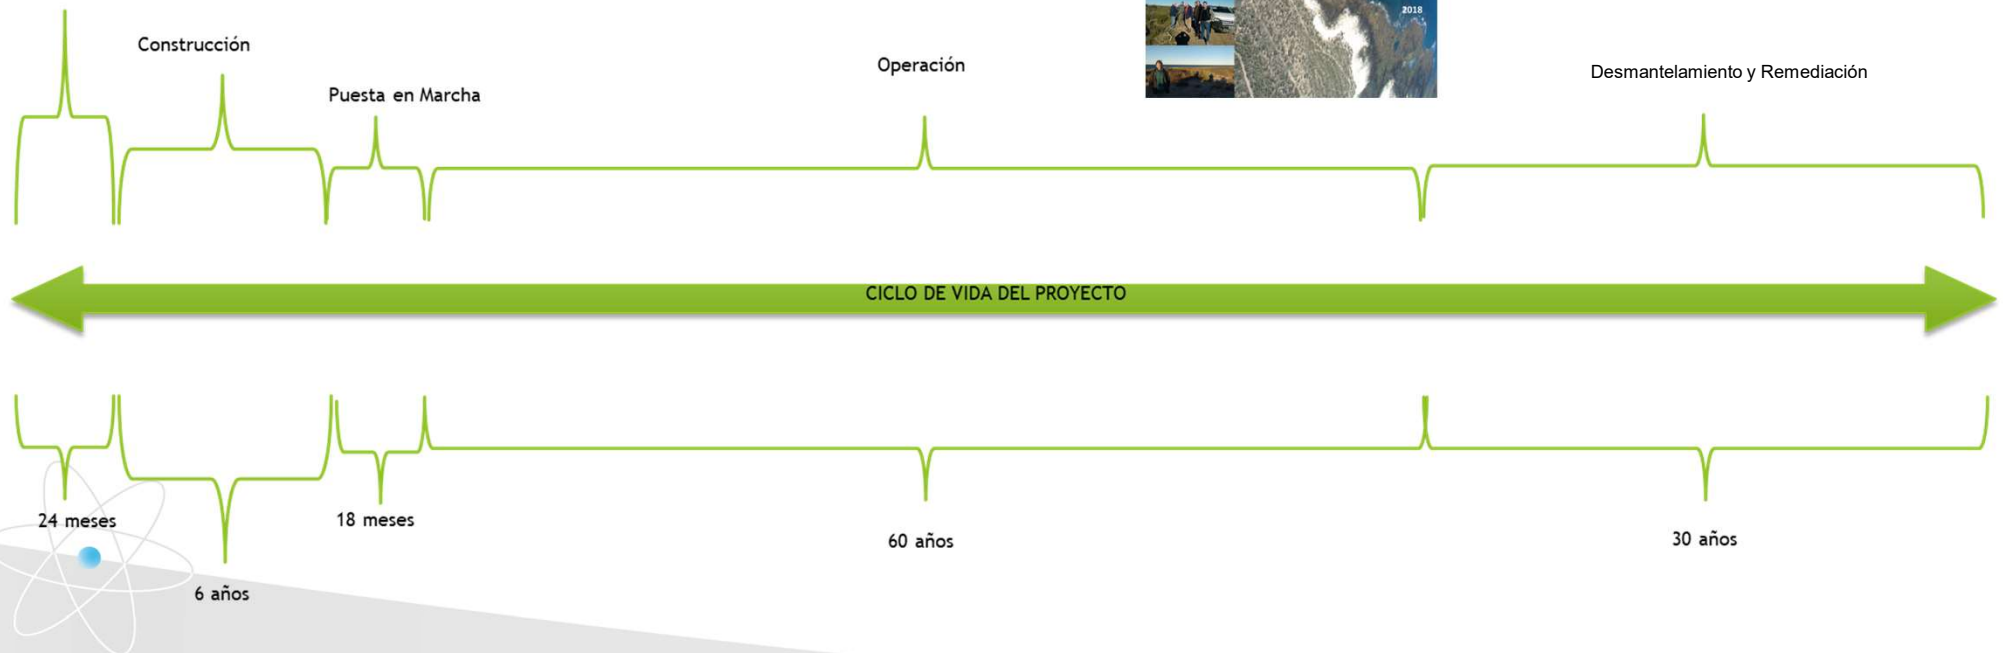 2018
Construcción
Operación
Desmantelamiento y Remediación
Puesta en Marcha
CICLO DE VIDA DEL PROYECTO
24 meses
18 meses
60 años
30 años
6 años